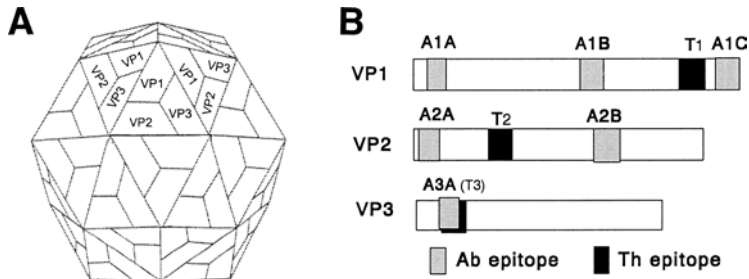 A
VP2
VP1
VP3
VP1
VP2
VP3
VP1
VP3
VP2
B
A1A A1B T1 A1C
VP1
A2A T2 A2B
VP2
A3A (T3)
VP3
Ab epitope Th epitope